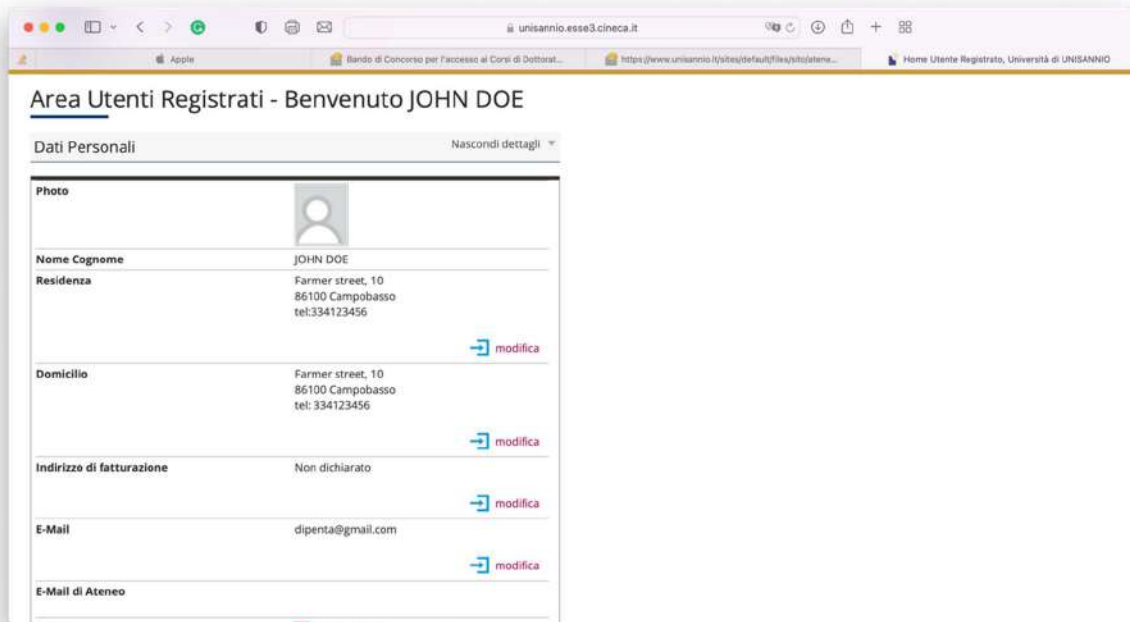 unisannio.esse3.cineca.it
Apple
Bando di Concorso per l'accesso ai Corsi di Dottorat...
https://www.unisannio.it/sites/default/files/sito/atene...
Home Utente Registrato, Università di UNISANNIO
Area Utenti Registrati - Benvenuto JOHN DOE
Dati Personali
Nascondi dettagli
Photo
Nome Cognome
JOHN DOE
Residenza
Farmer street, 10
86100 Campobasso
tel:334123456
modifica
Domicilio
Farmer street, 10
86100 Campobasso
tel: 334123456
modifica
Indirizzo di fatturazione
Non dichiarato
modifica
E-Mail
dipenta@gmail.com
modifica
E-Mail di Ateneo